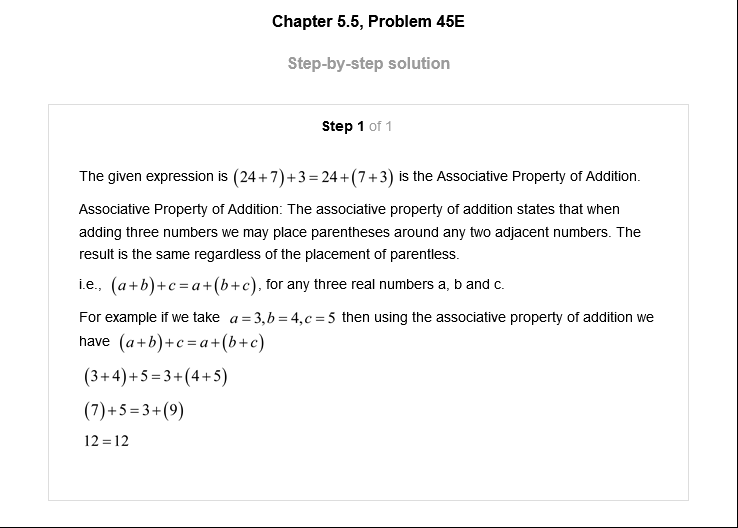 Chapter 5.5, Problem 45E
Step-by-step solution
Step 1 of 1
The given expression is (24+7)+3=24+(7+3) is the Associative Property of Addition.
Associative Property of Addition: The associative property of addition states that when
adding three numbers we may place parentheses around any two adjacent numbers. The
result is the same regardless of the placement of parentless.
i.e., (a+b)+c=a+(b+c), for any three real numbers a, b and c.
For example if we take a=3,b=4,c=5 then using the associative property of addition we
have (a+b)+c=a+(b+c)
(3+4)+5=3+(4+5)
(7)+5=3+(9)
12=12